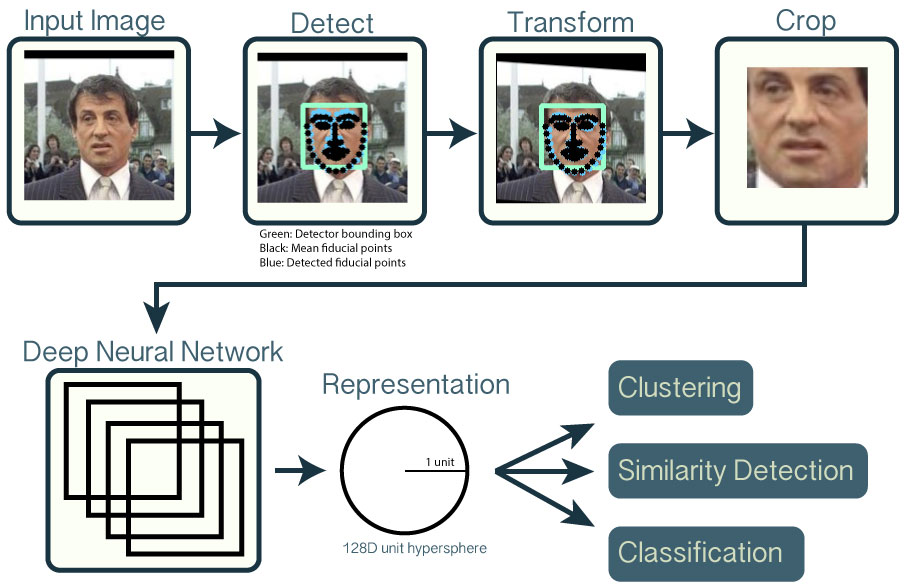 Input Image
Detect
Transform
Crop
Green: Detector bounding box
Black: Mean fiducial points
Blue: Detected fiducial points
Deep Neural Network
Representation
1 unit
128D unit hypersphere
Clustering
Similarity Detection
Classification